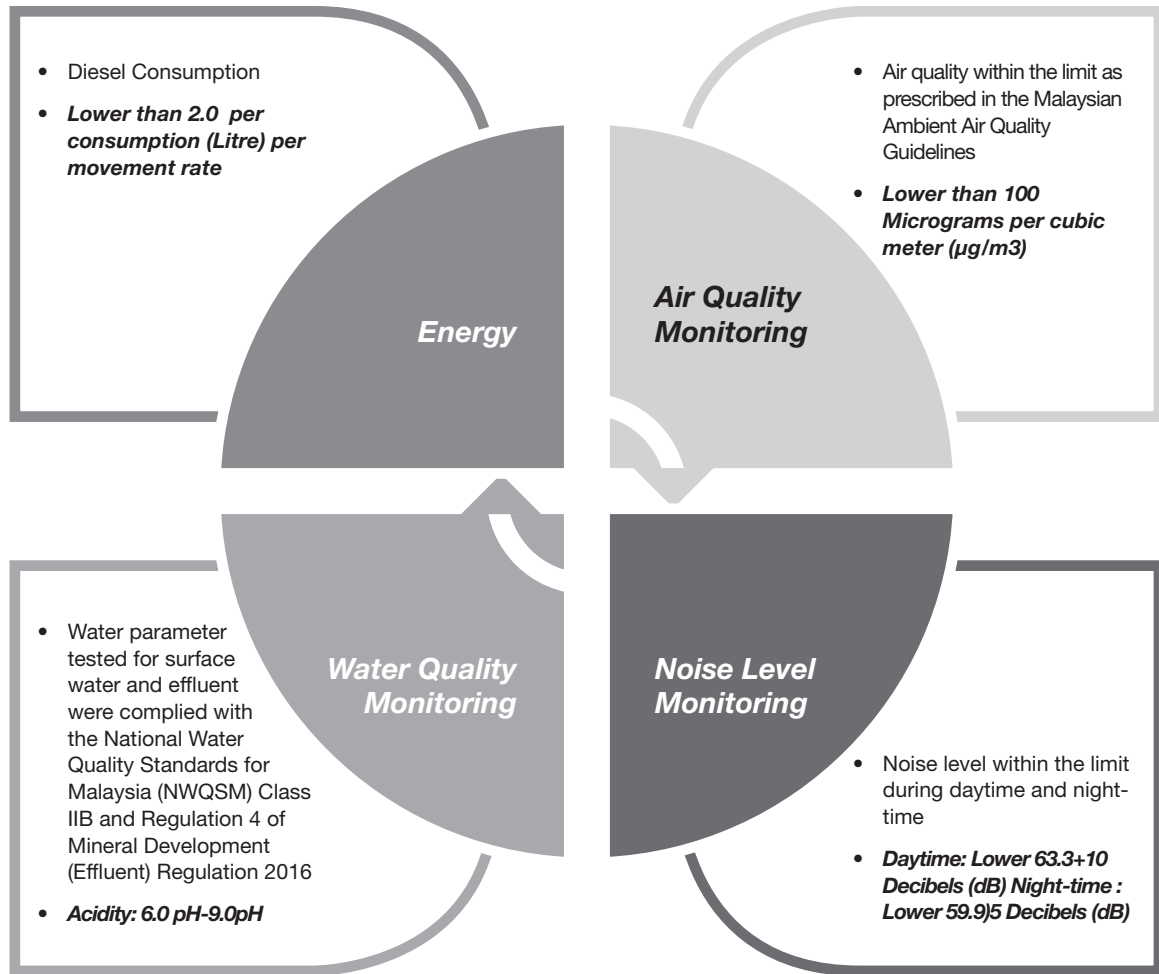 • Diesel Consumption
• Lower than 2.0 per
consumption (Litre) per
movement rate
Energy
• Air quality within the limit as
prescribed in the Malaysian
Ambient Air Quality
Guidelines
• Lower than 100
Micrograms per cubic
meter (µg/m3)
Air Quality
Monitoring
• Water parameter
tested for surface
water and effluent
were complied with
the National Water
Quality Standards for
Malaysia (NWQSM) Class
IIB and Regulation 4 of
Mineral Development
(Effluent) Regulation 2016
• Acidity: 6.0 pH-9.0pH
Water Quality
Monitoring
Noise Level
Monitoring
• Noise level within the limit
during daytime and night-
time
• Daytime: Lower 63.3+10
Decibels (dB) Night-time :
Lower 59.9)5 Decibels (dB)